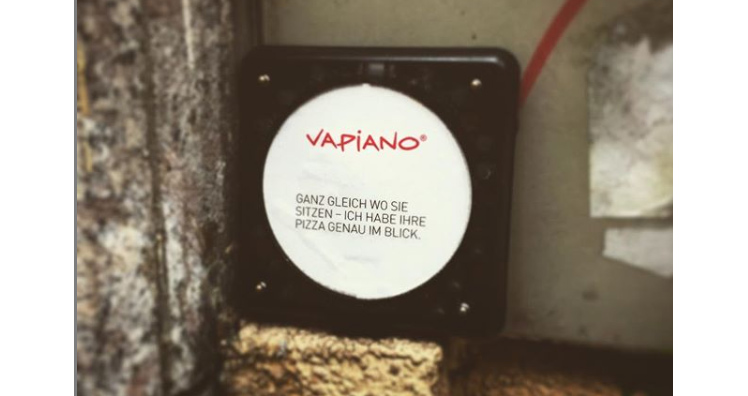 VAPIANO®
GANZ GLEICH WO SIE
SITZEN – ICH HABE IHRE
PIZZA GENAU IM BLICK.